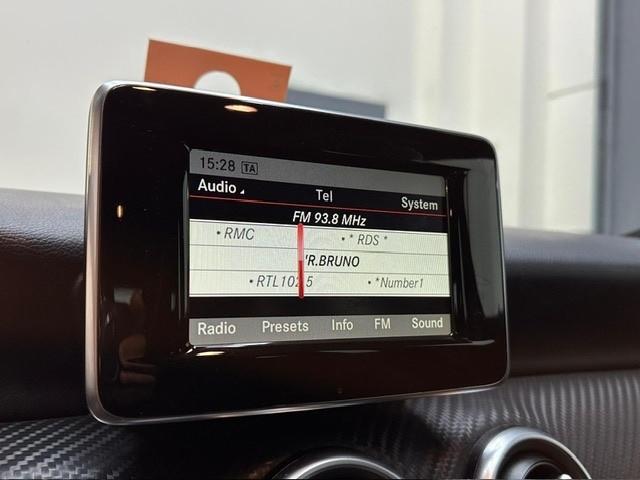 15:28 TA
Audio Tel System
FM 93.8 MHz
• RMC • * RDS *
'R.BRUNO
• RTL102.5 • *Number1
Radio Presets Info FM Sound